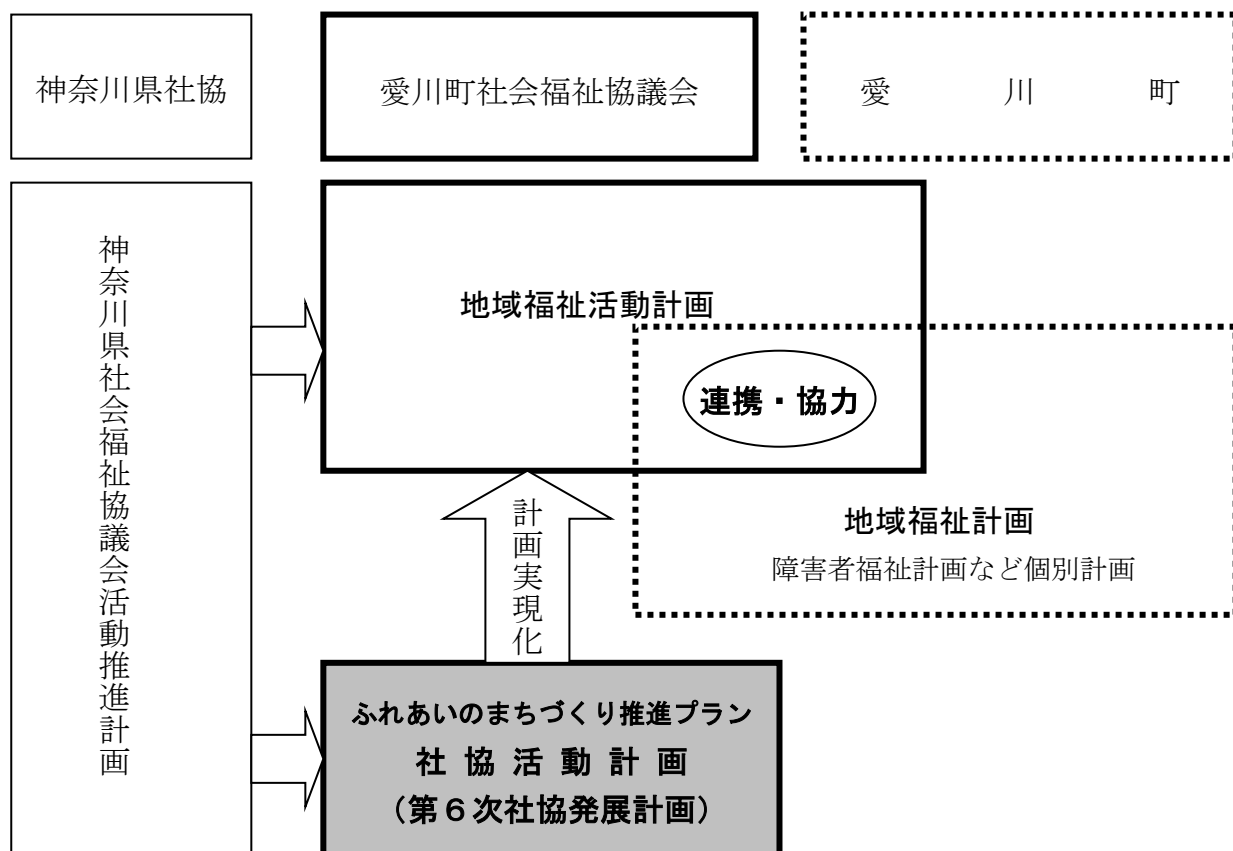 神奈川県社協
愛川町社会福祉協議会
愛川町
神奈川県社会福祉協議会活動推進計画
地域福祉活動計画
連携・協力
地域福祉計画
障害者福祉計画など個別計画
計画実現化
ふれあいのまちづくり推進プラン
社協活動計画
（第６次社協発展計画）